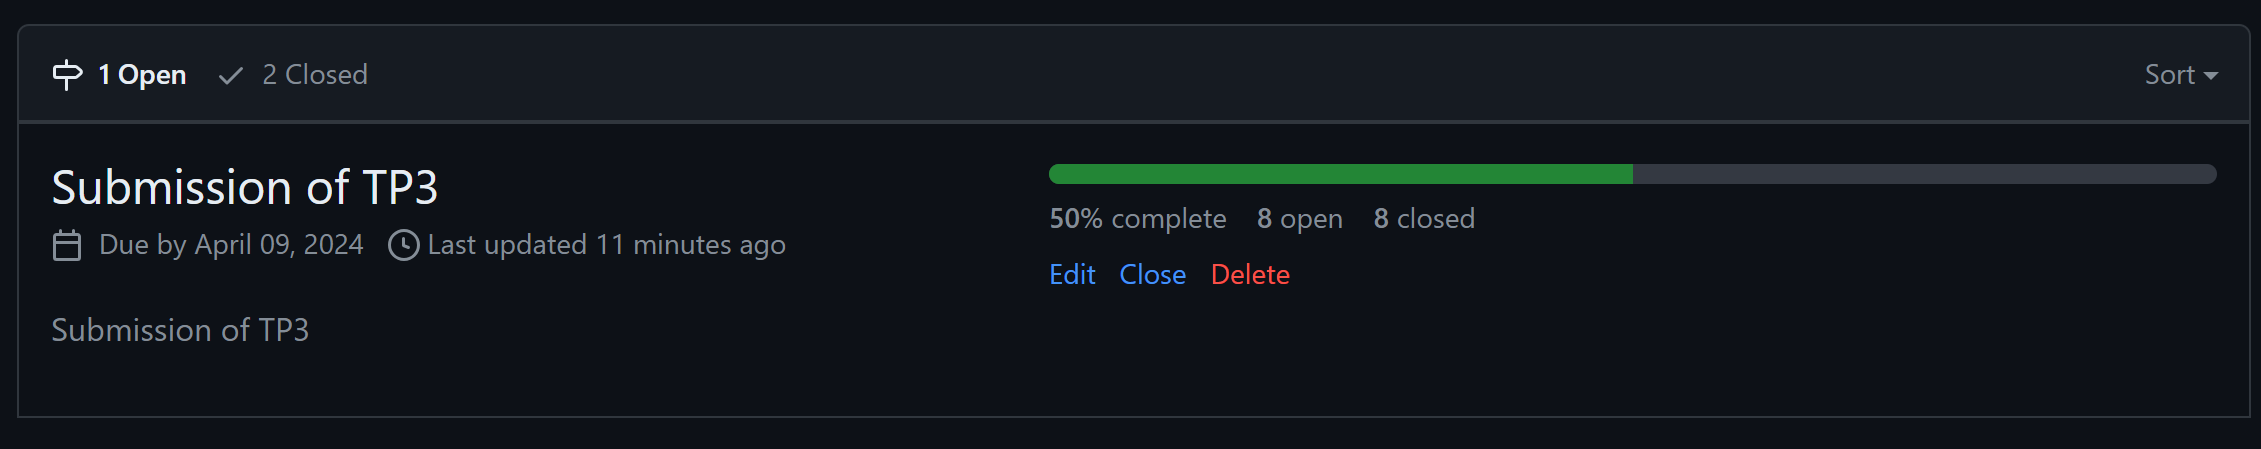 1 Open 2 Closed Sort
Submission of TP3
Due by April 09, 2024 Last updated 11 minutes ago
Submission of TP3
50% complete 8 open 8 closed
Edit Close Delete